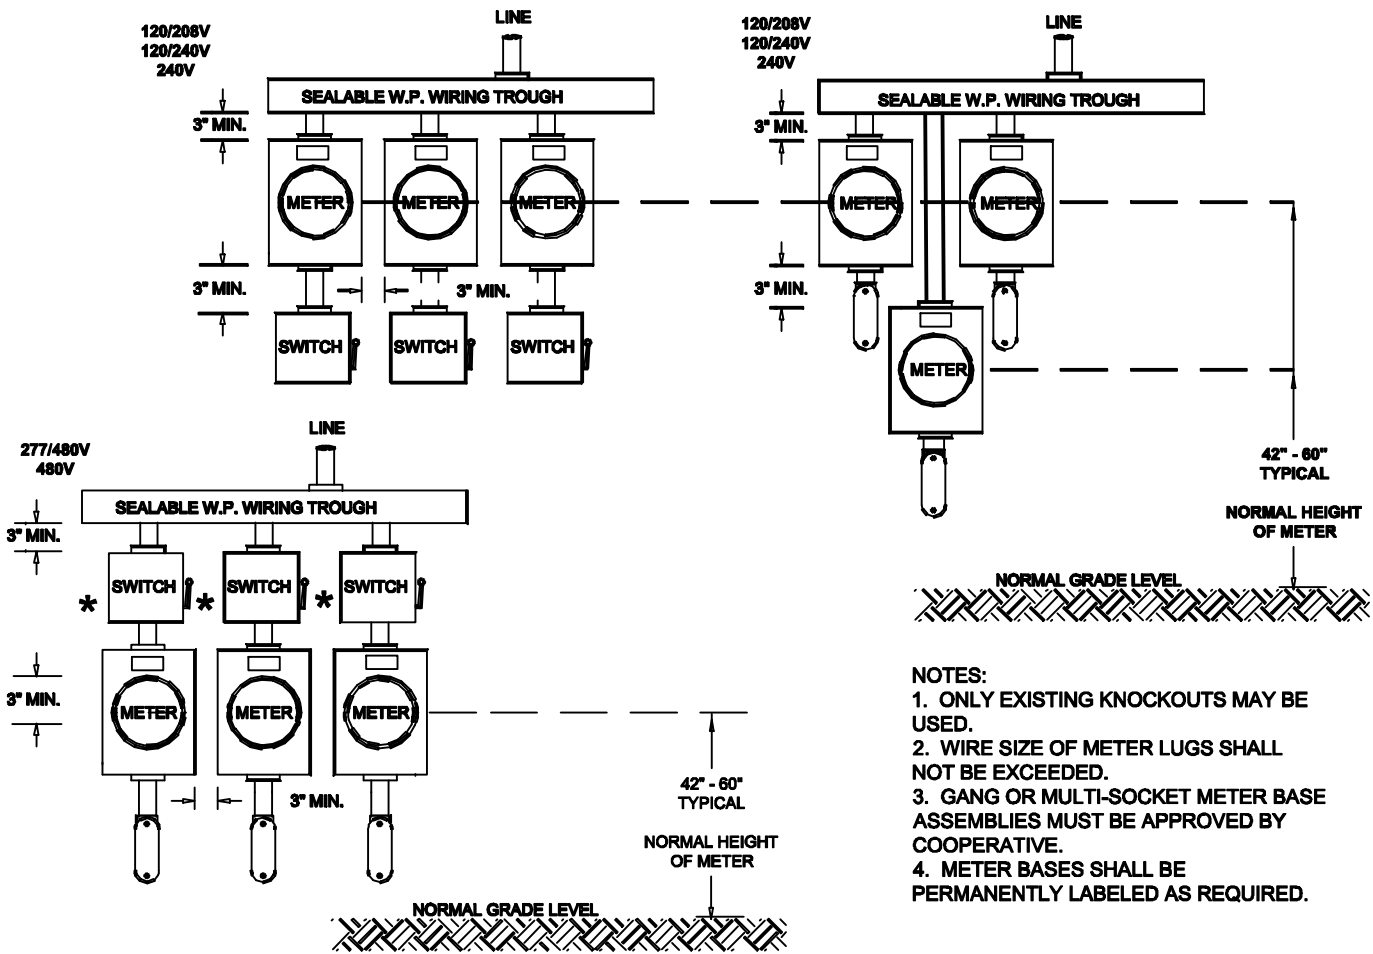 LINE
120/208V
120/240V
240V
SEALABLE W.P. WIRING TROUGH
3" MIN.
METER METER METER
3" MIN.
3" MIN.
SWITCH SWITCH SWITCH
LINE
120/208V
120/240V
240V
SEALABLE W.P. WIRING TROUGH
3" MIN.
METER METER
3" MIN.
METER
42" - 60"
TYPICAL
NORMAL HEIGHT
OF METER
NORMAL GRADE LEVEL
LINE
277/480V
480V
SEALABLE W.P. WIRING TROUGH
3" MIN.
SWITCH SWITCH SWITCH
* * *
3" MIN.
METER METER METER
3" MIN.
42" - 60"
TYPICAL
NORMAL HEIGHT
OF METER
NORMAL GRADE LEVEL
NOTES:
1. ONLY EXISTING KNOCKOUTS MAY BE
USED.
2. WIRE SIZE OF METER LUGS SHALL
NOT BE EXCEEDED.
3. GANG OR MULTI-SOCKET METER BASE
ASSEMBLIES MUST BE APPROVED BY
COOPERATIVE.
4. METER BASES SHALL BE
PERMANENTLY LABELED AS REQUIRED.